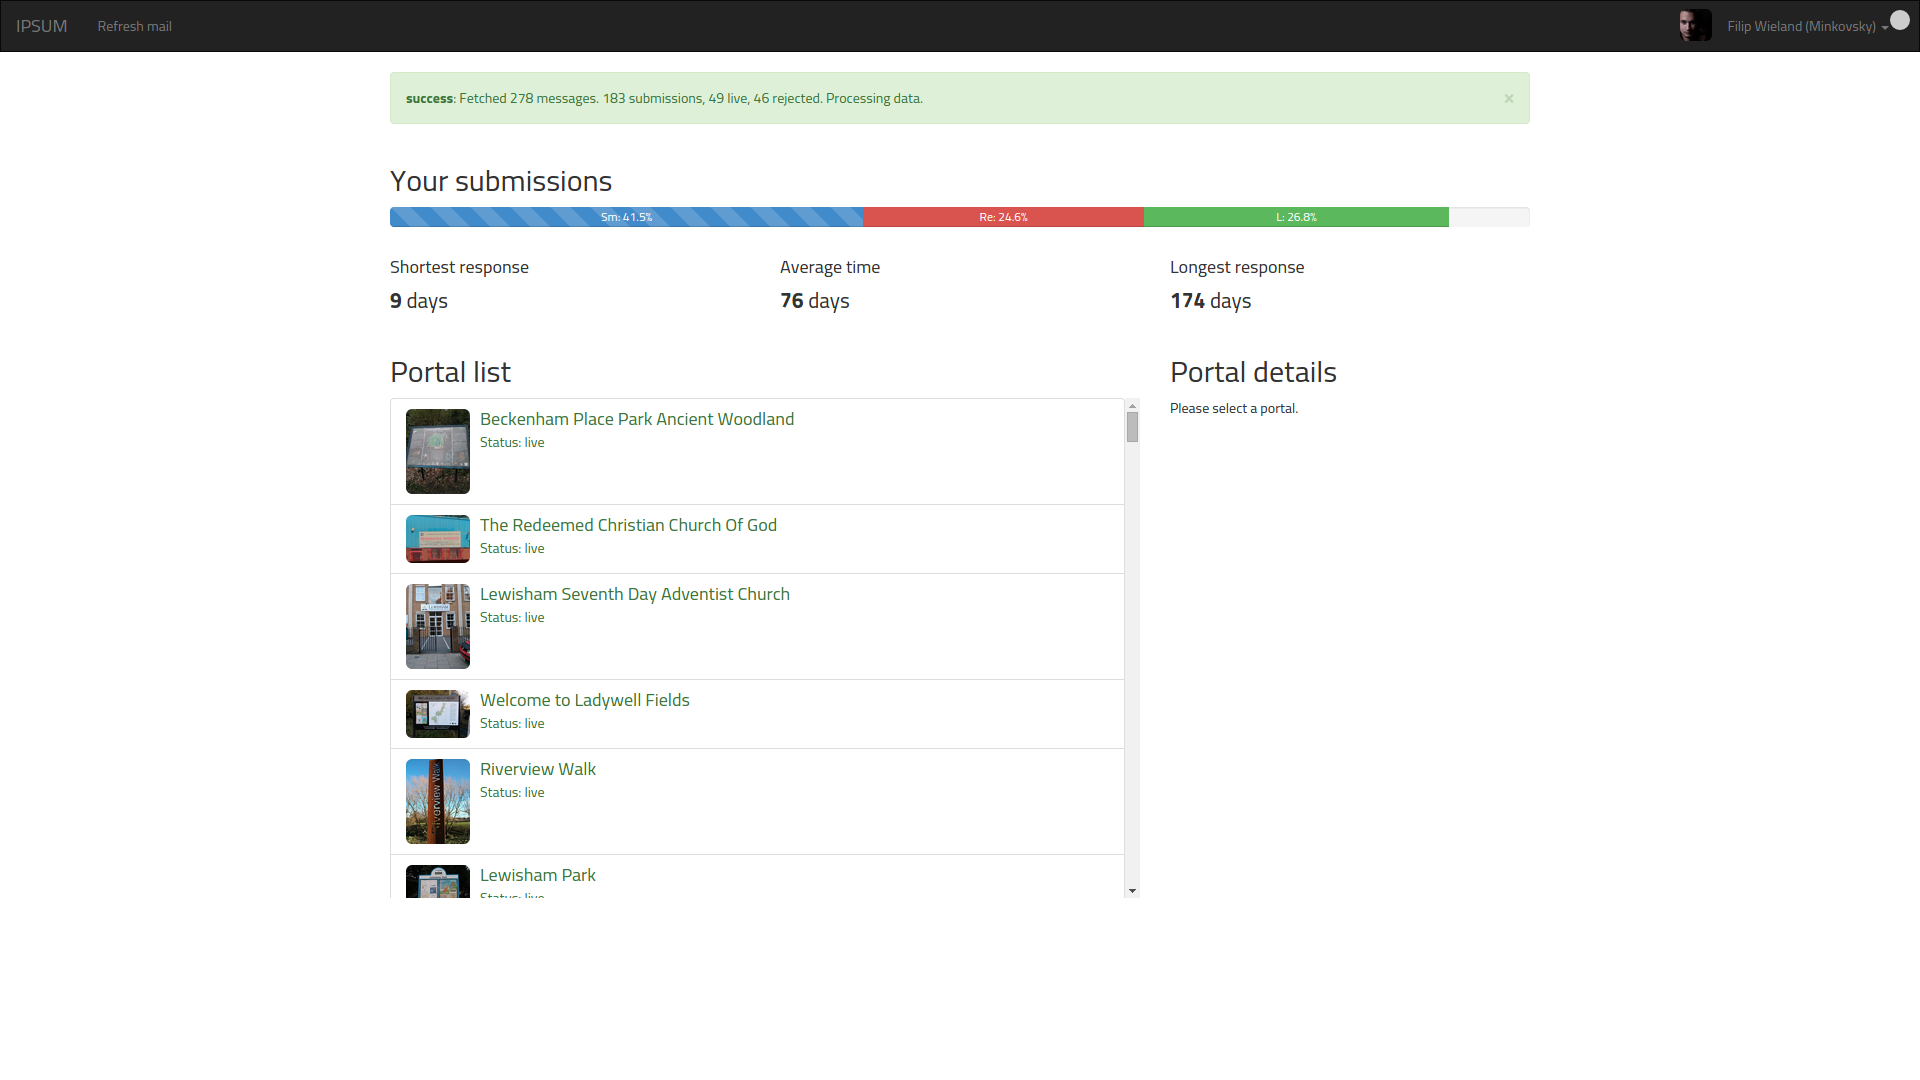 IPSUM Refresh mail Filip Wieland (Minkovsky)
success: Fetched 278 messages. 183 submissions, 49 live, 46 rejected. Processing data. ×
Your submissions
Sm: 41.5% Re: 24.6% L: 26.8%
Shortest response Average time Longest response
9 days 76 days 174 days
Portal list Portal details
Please select a portal.
Beckenham Place Park Ancient Woodland
Status: live
The Redeemed Christian Church Of God
Status: live
Lewisham Seventh Day Adventist Church
Status: live
Welcome to Ladywell Fields
Status: live
Riverview Walk
Status: live
Riverview Walk
Lewisham Park
Status: live